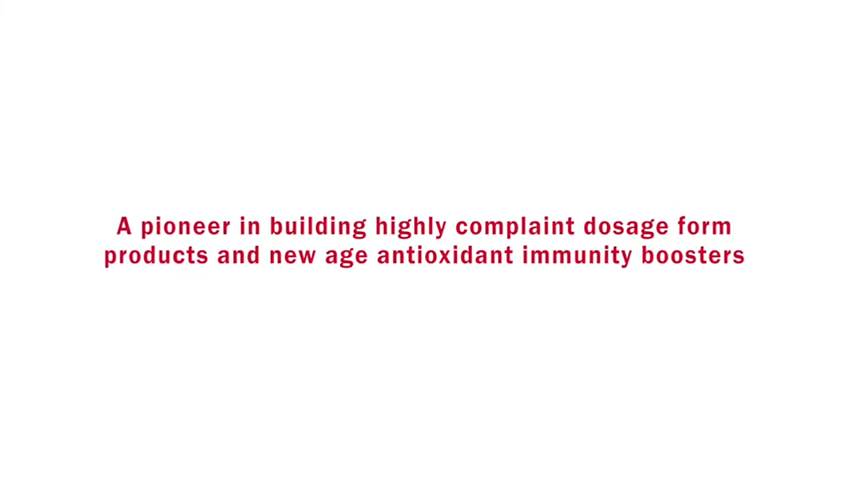 A pioneer in building highly complaint dosage form
products and new age antioxidant immunity boosters